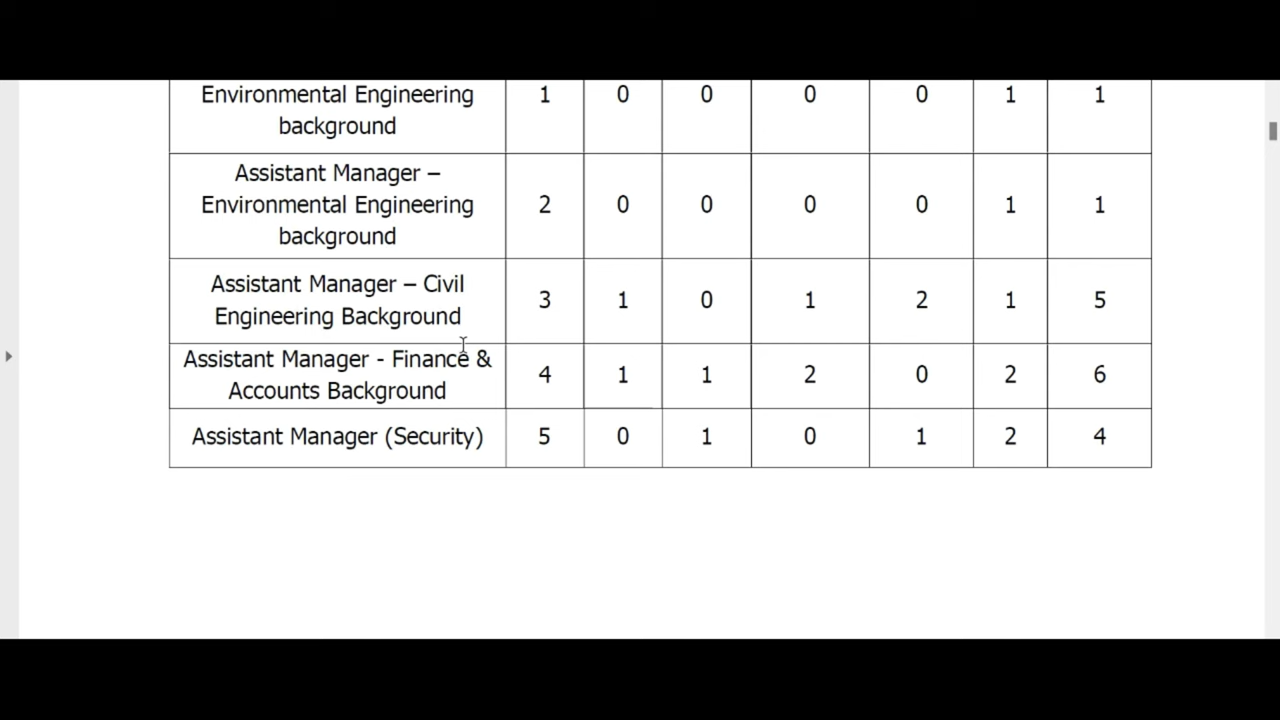 Environmental Engineering
background
1 0 0 0 0 1 1
Assistant Manager –
Environmental Engineering
background
2 0 0 0 0 1 1
Assistant Manager – Civil
Engineering Background
3 1 0 1 2 1 5
Assistant Manager - Finance &
Accounts Background
4 1 1 2 0 2 6
Assistant Manager (Security) 5 0 1 0 1 2 4